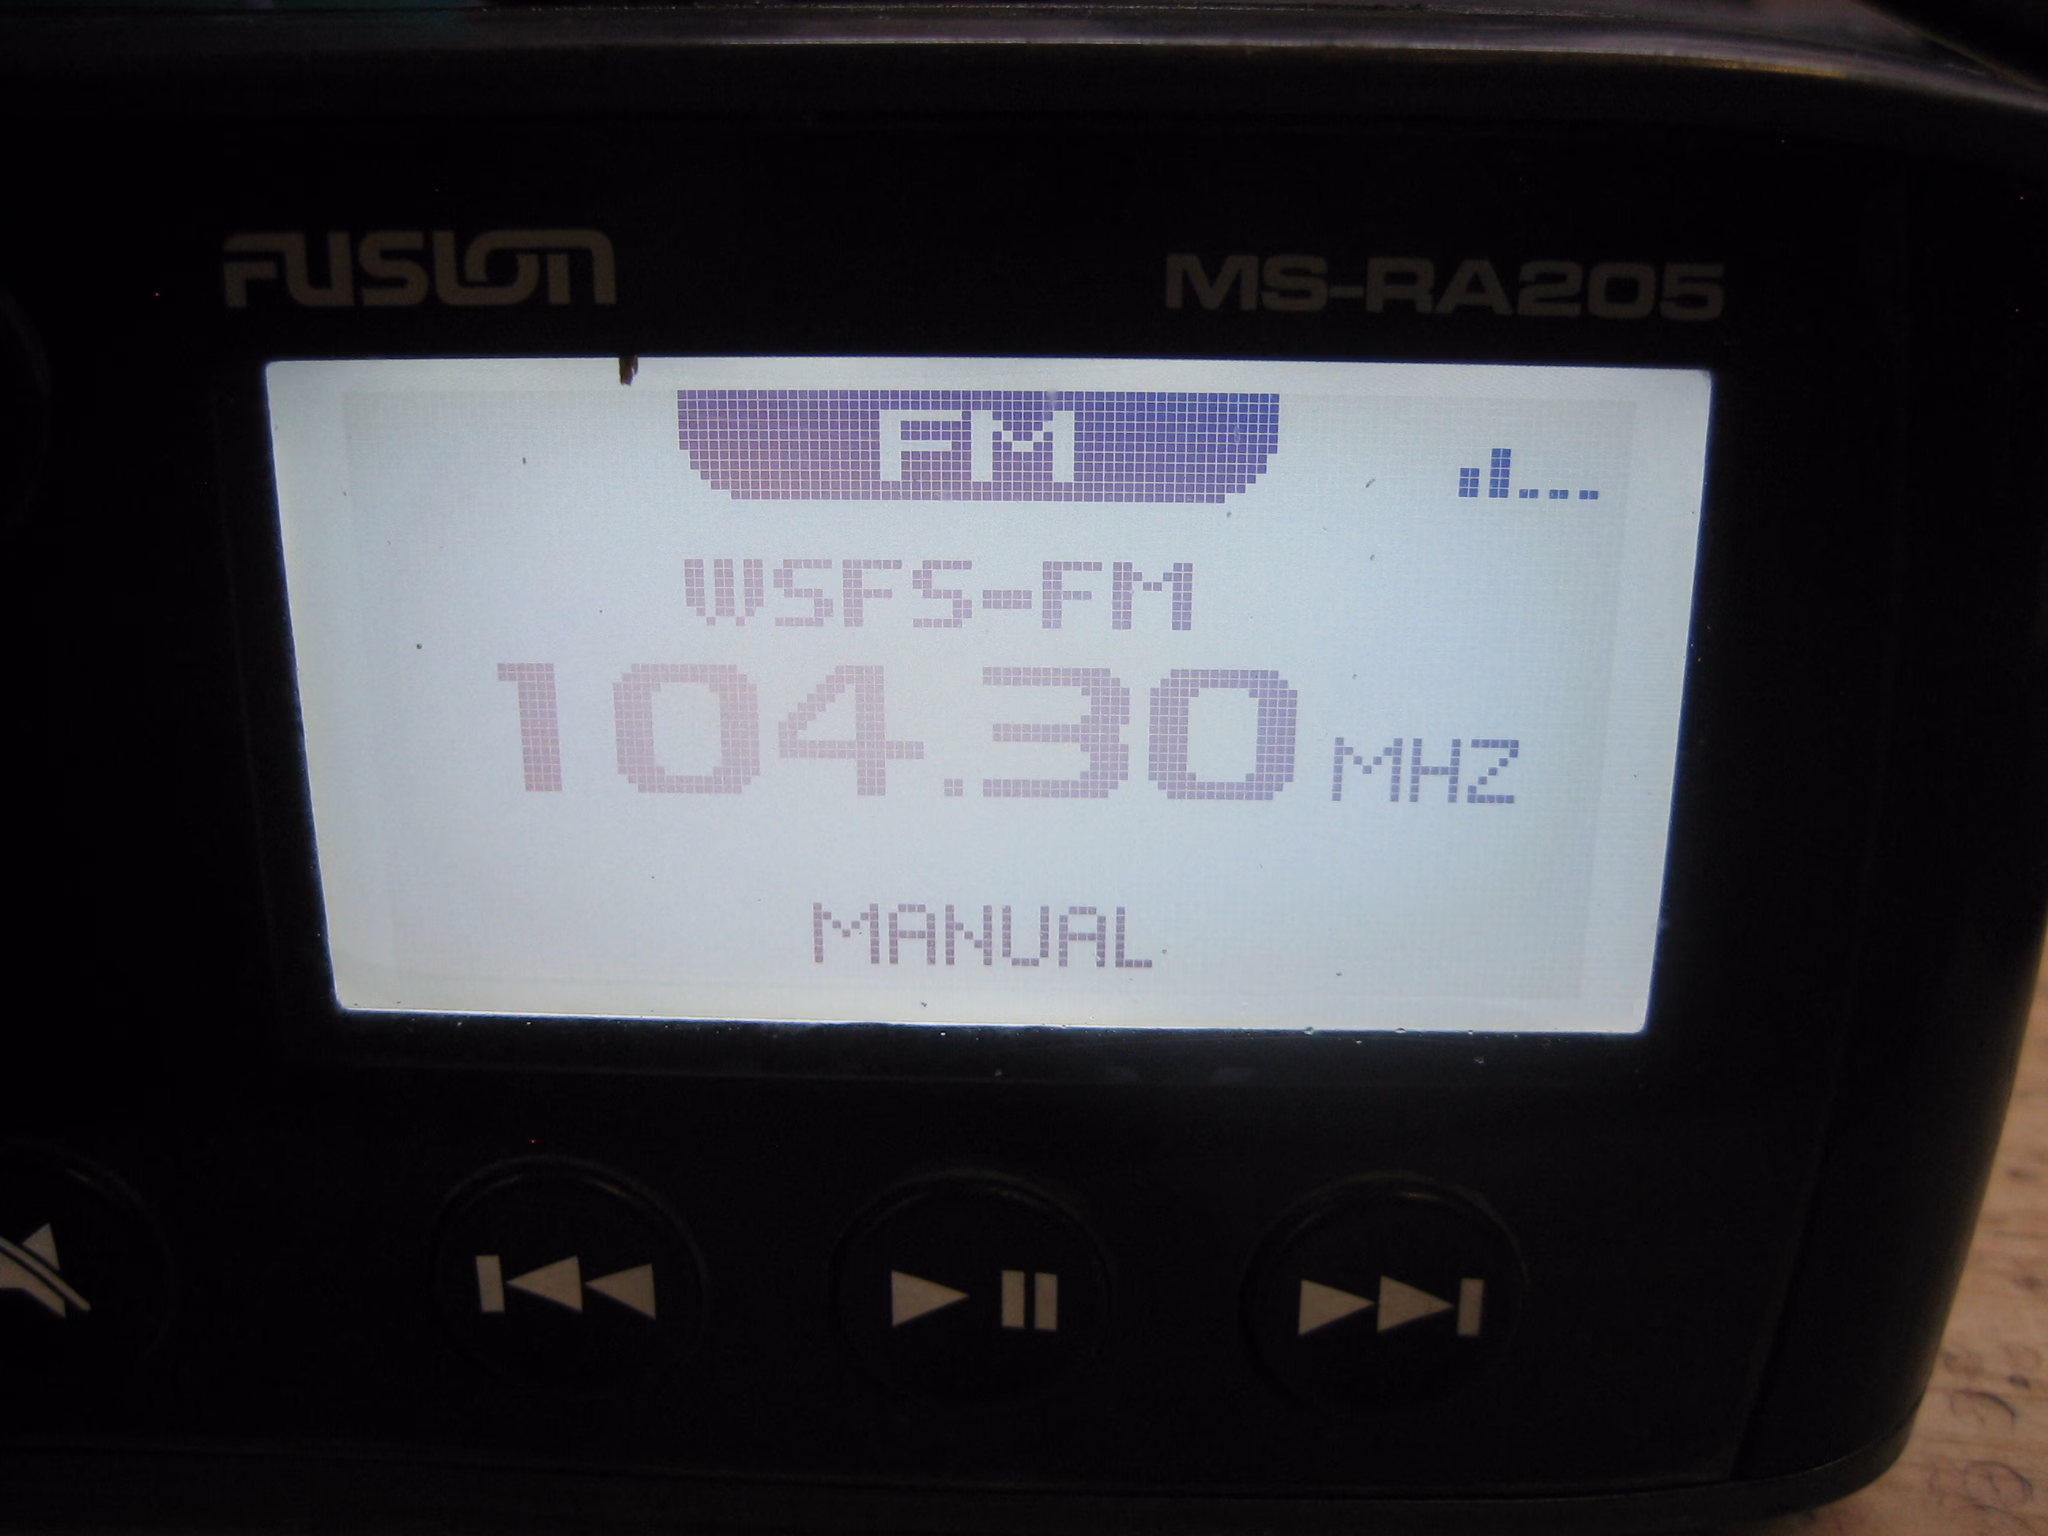 FUSION
MS-RA205
FM
WSFS-FM
104.30 MHZ
MANUAL